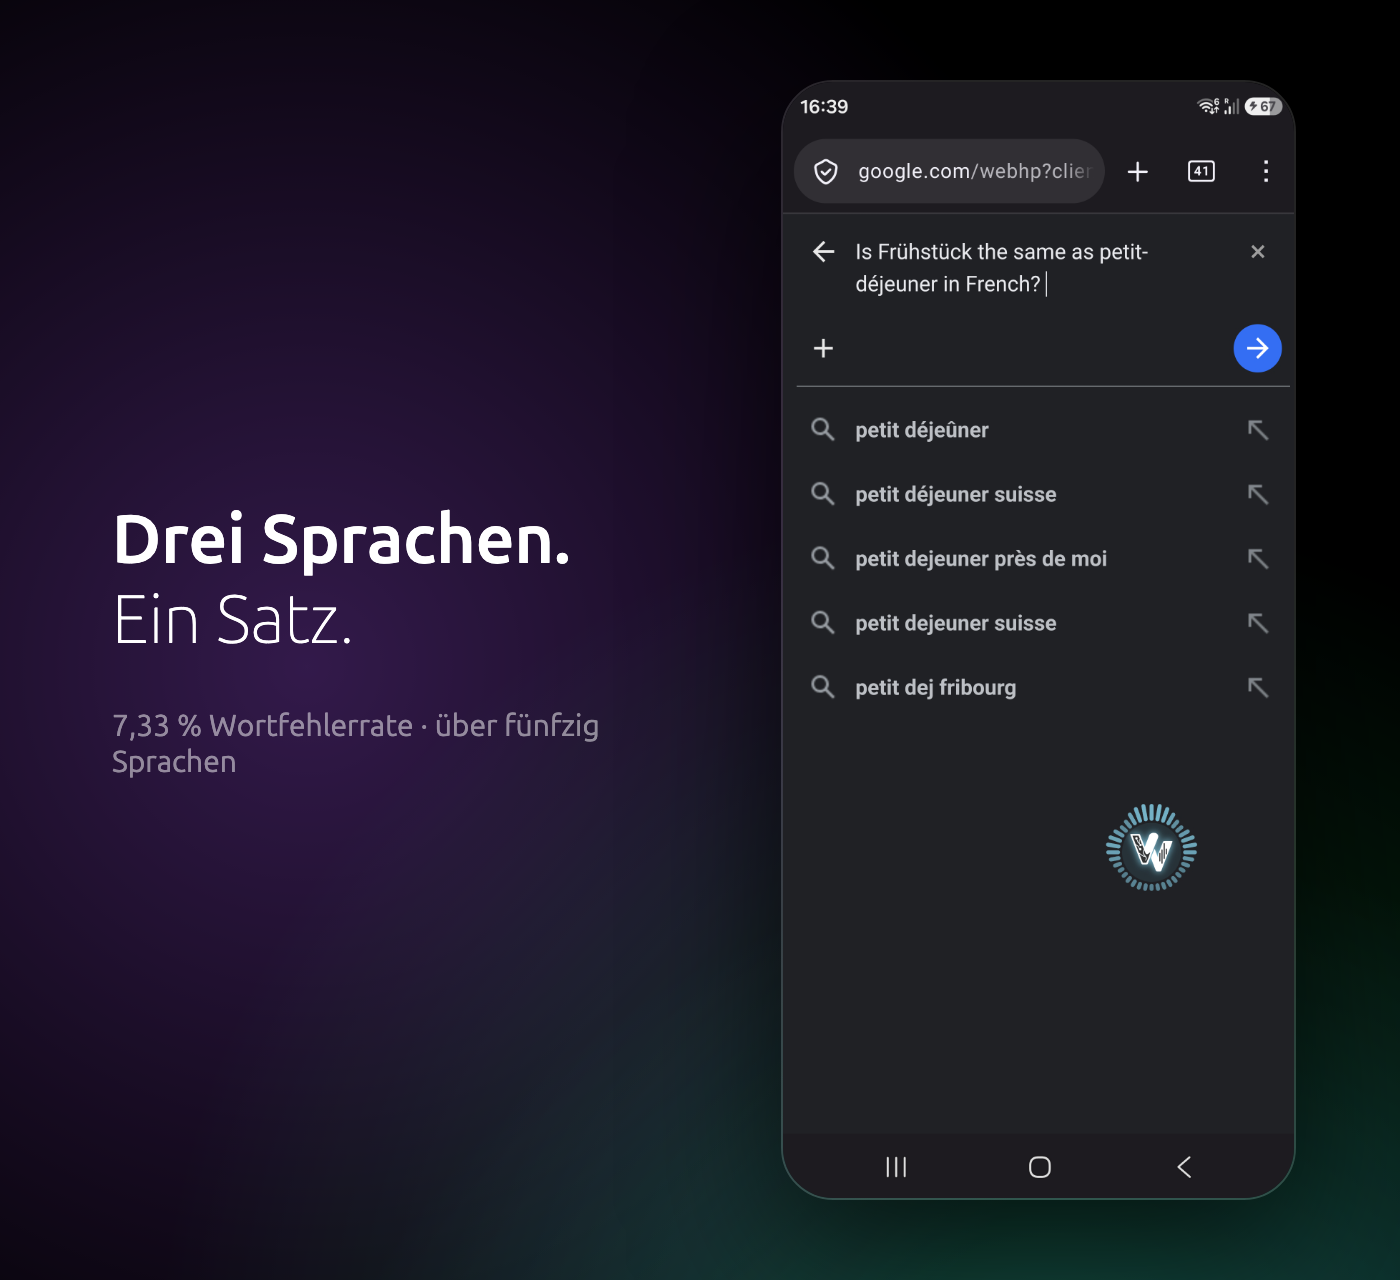 Drei Sprachen.
Ein Satz.
7,33 % Wortfehlerrate · über fünfzig
Sprachen
16:39
67
google.com/webhp?clien
41
Is Frühstück the same as petit-
déjeuner in French?
petit déjeûner
petit déjeuner suisse
petit dejeuner près de moi
petit dejeuner suisse
petit dej fribourg